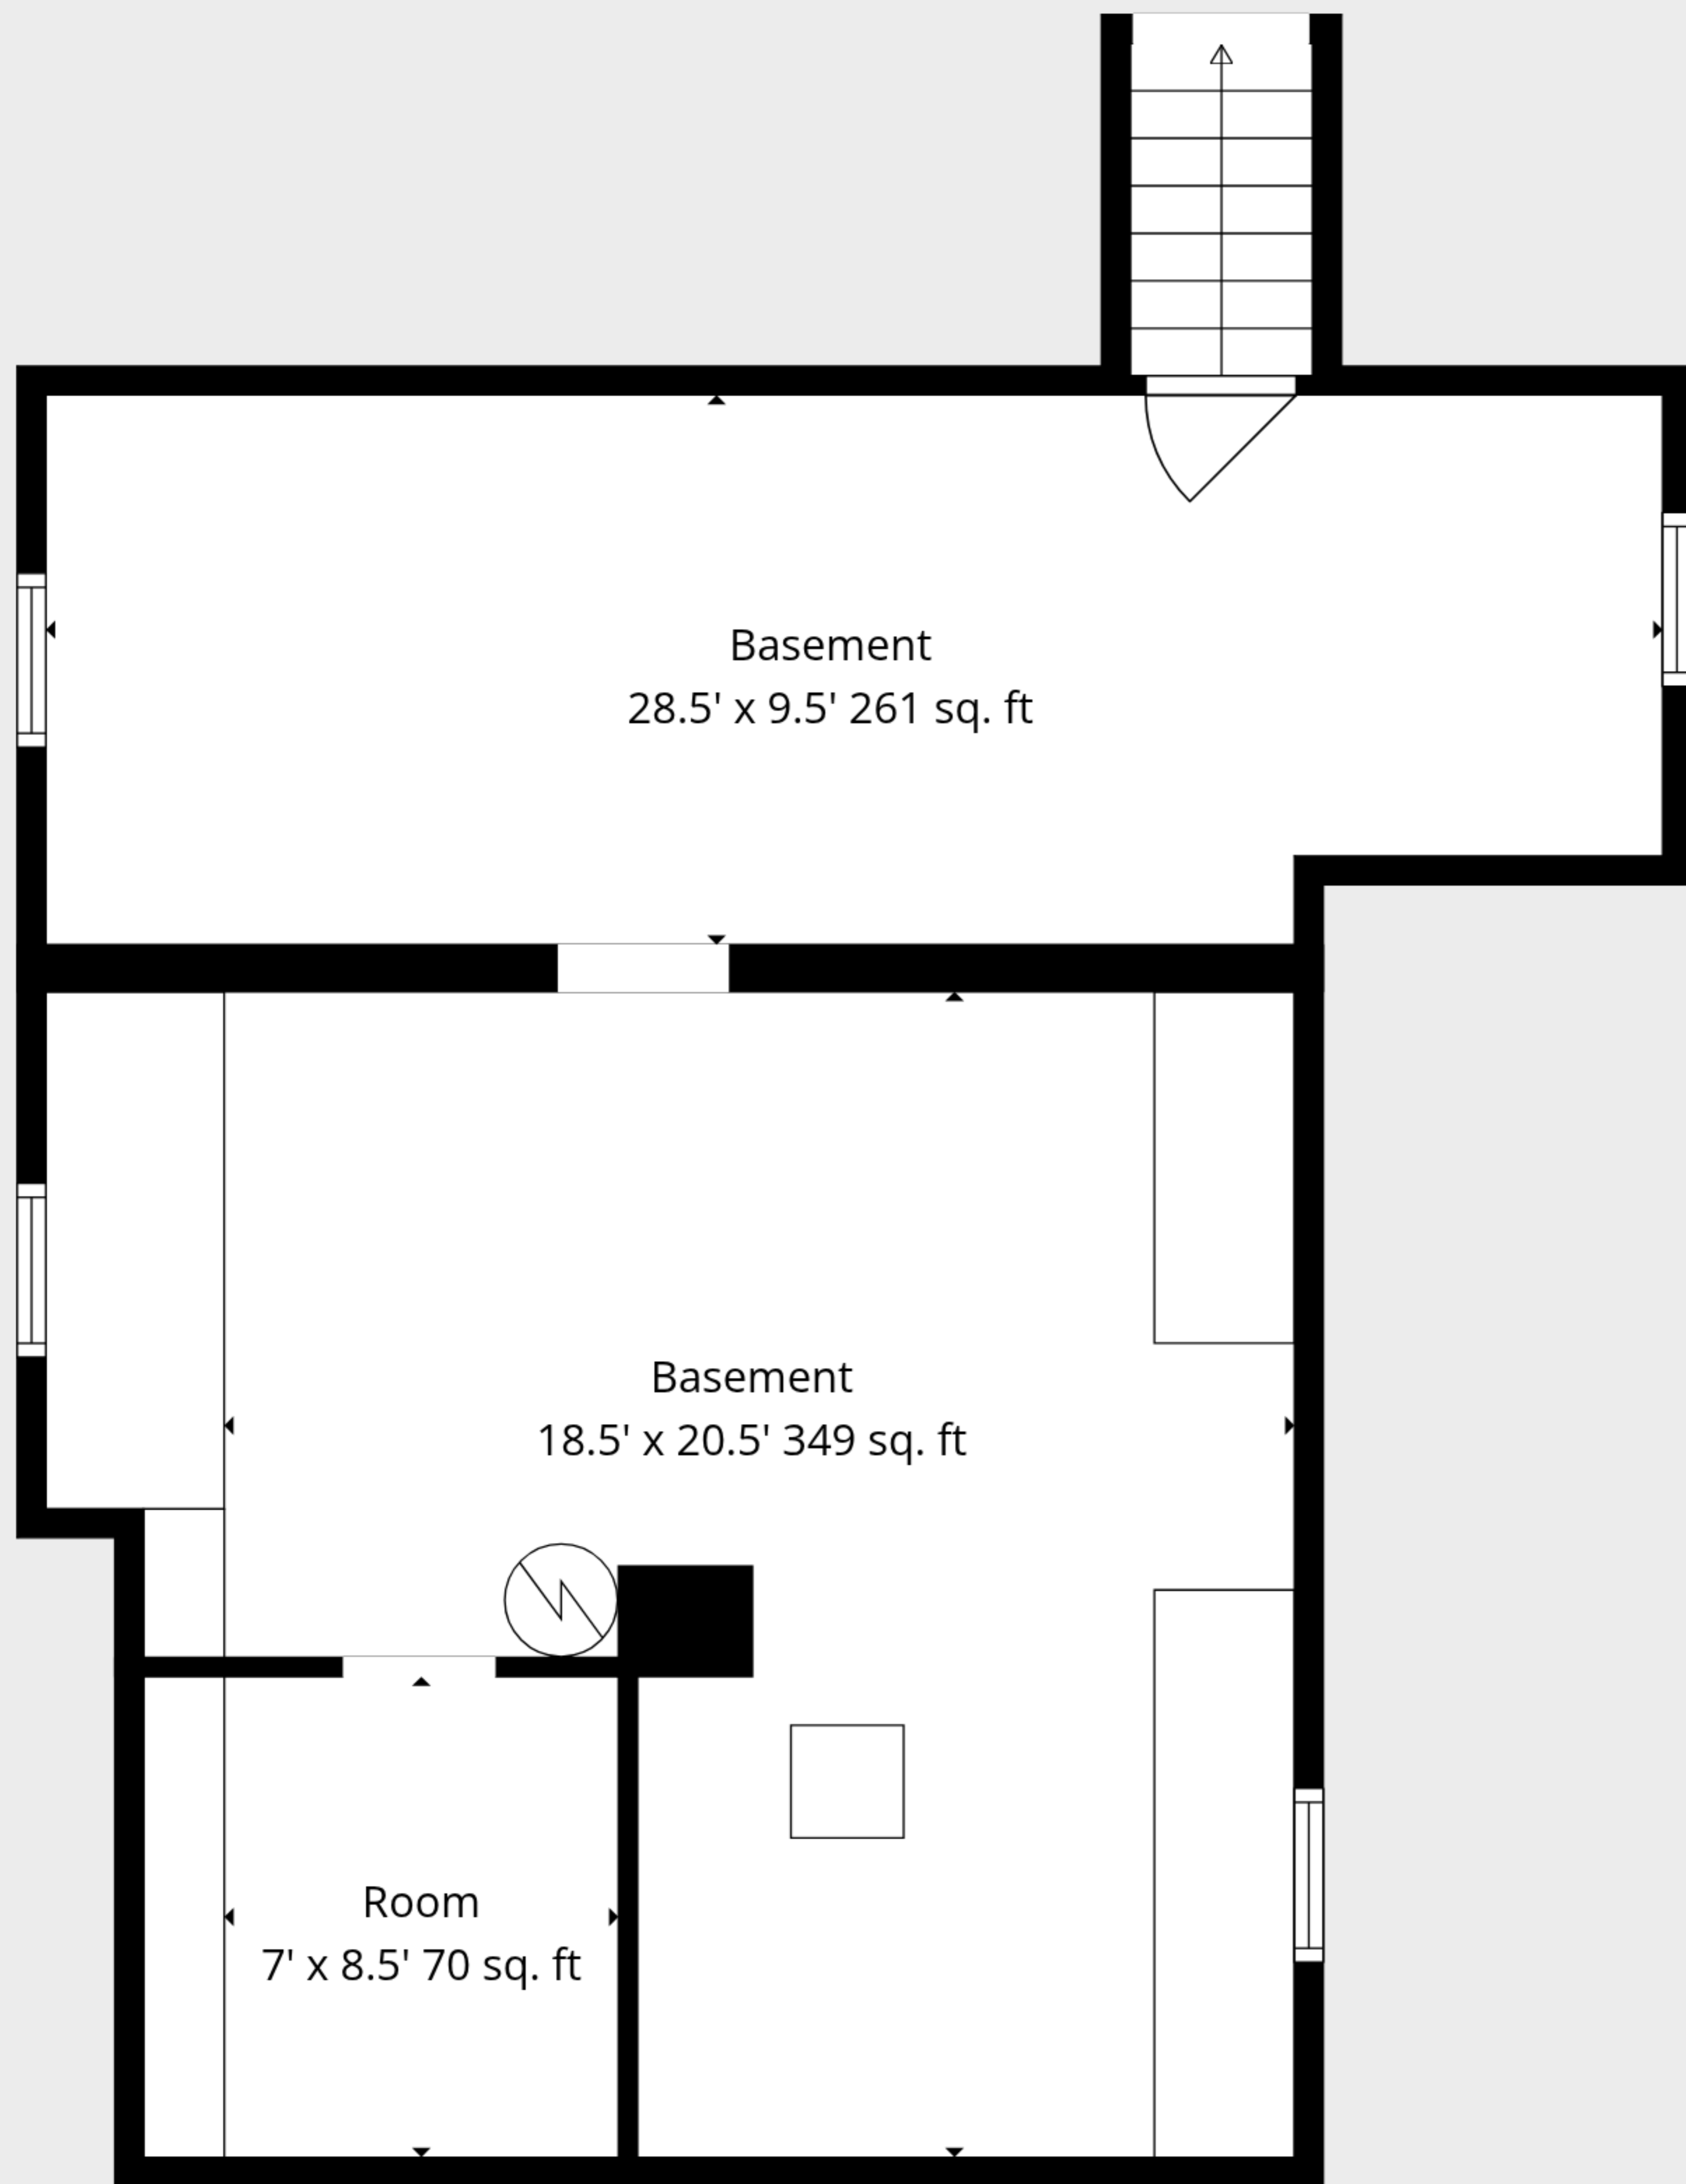 Basement
28.5' x 9.5' 261 sq. ft
Basement
18.5' x 20.5' 349 sq. ft
Room
7' x 8.5' 70 sq. ft